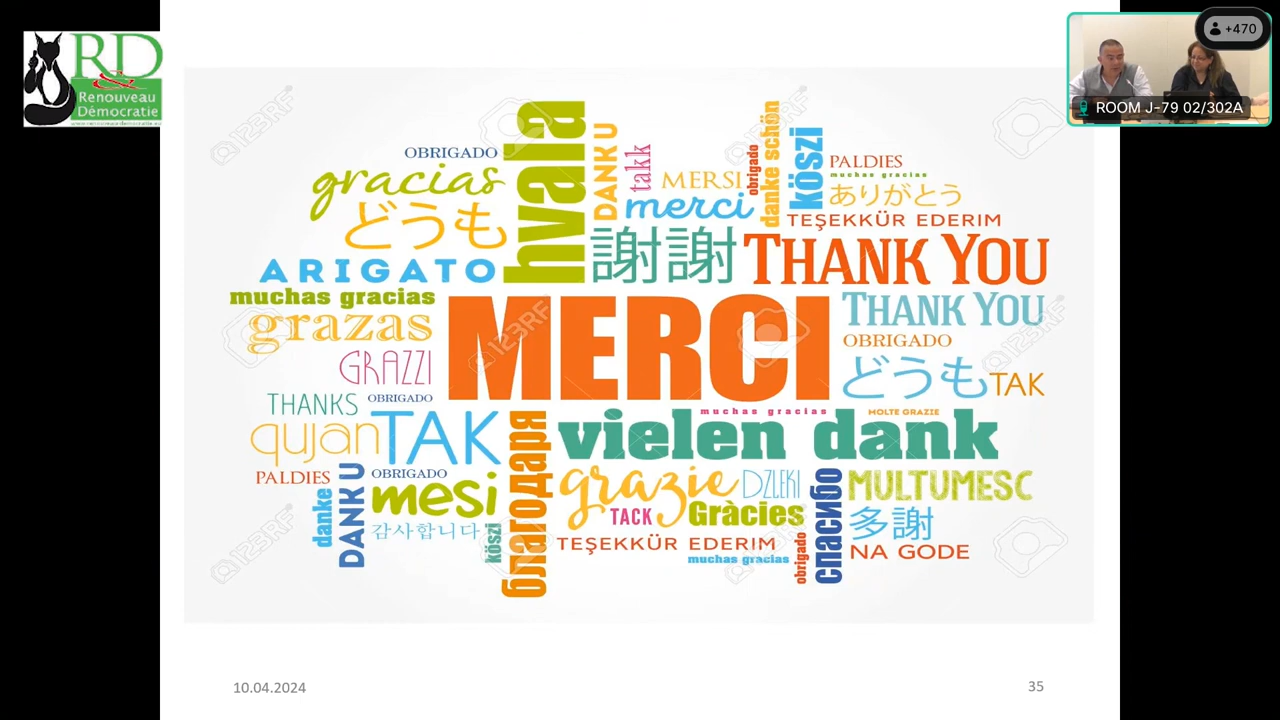 RD
&
Renouveau
Démocratie
+470
ROOM J-79 02/302A
OBRIGADO
gracias
どうも
ARIGATO
muchas gracias
grazas
GRAZZI
hvala
DANK U
takk
MERSI
merci
謝謝
obrigado
danke schön
köszi
PALDIES
muchas gracias
ありがとう
TEŞEKKÜR EDERIM
THANK YOU
MERCI
THANK YOU
OBRIGADO
どうも
TAK
THANKS
OBRIGADO
qujan
TAK
muchas gracias
MOLTE GRAZIE
vielen dank
PALDIES
OBRIGADO
danke
DANK U
mesi
감사합니다
köszi
благодаря
grazie
DZIEKI
TACK
Gràcies
TEŞEKKÜR EDERIM
muchas gracias
obrigado
спасибо
MULTUMESC
多謝
NA GODE
123RF
10.04.2024
35